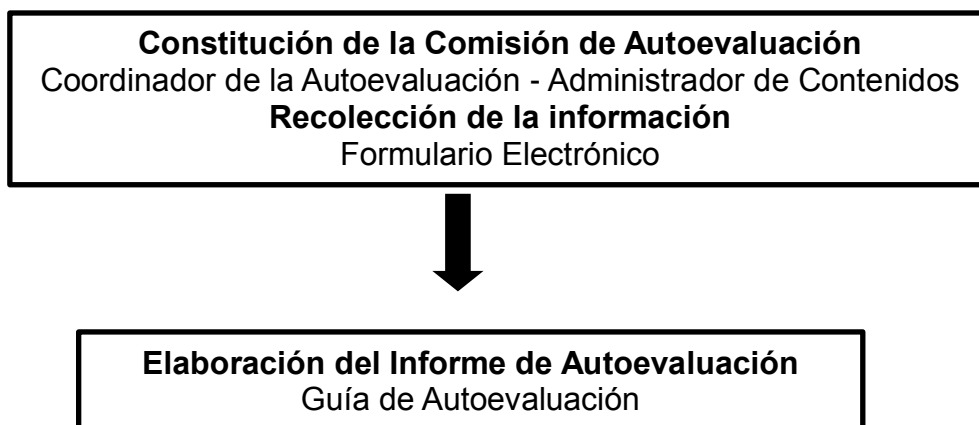 Constitución de la Comisión de Autoevaluación
Coordinador de la Autoevaluación - Administrador de Contenidos
Recolección de la información
Formulario Electrónico
Elaboración del Informe de Autoevaluación
Guía de Autoevaluación